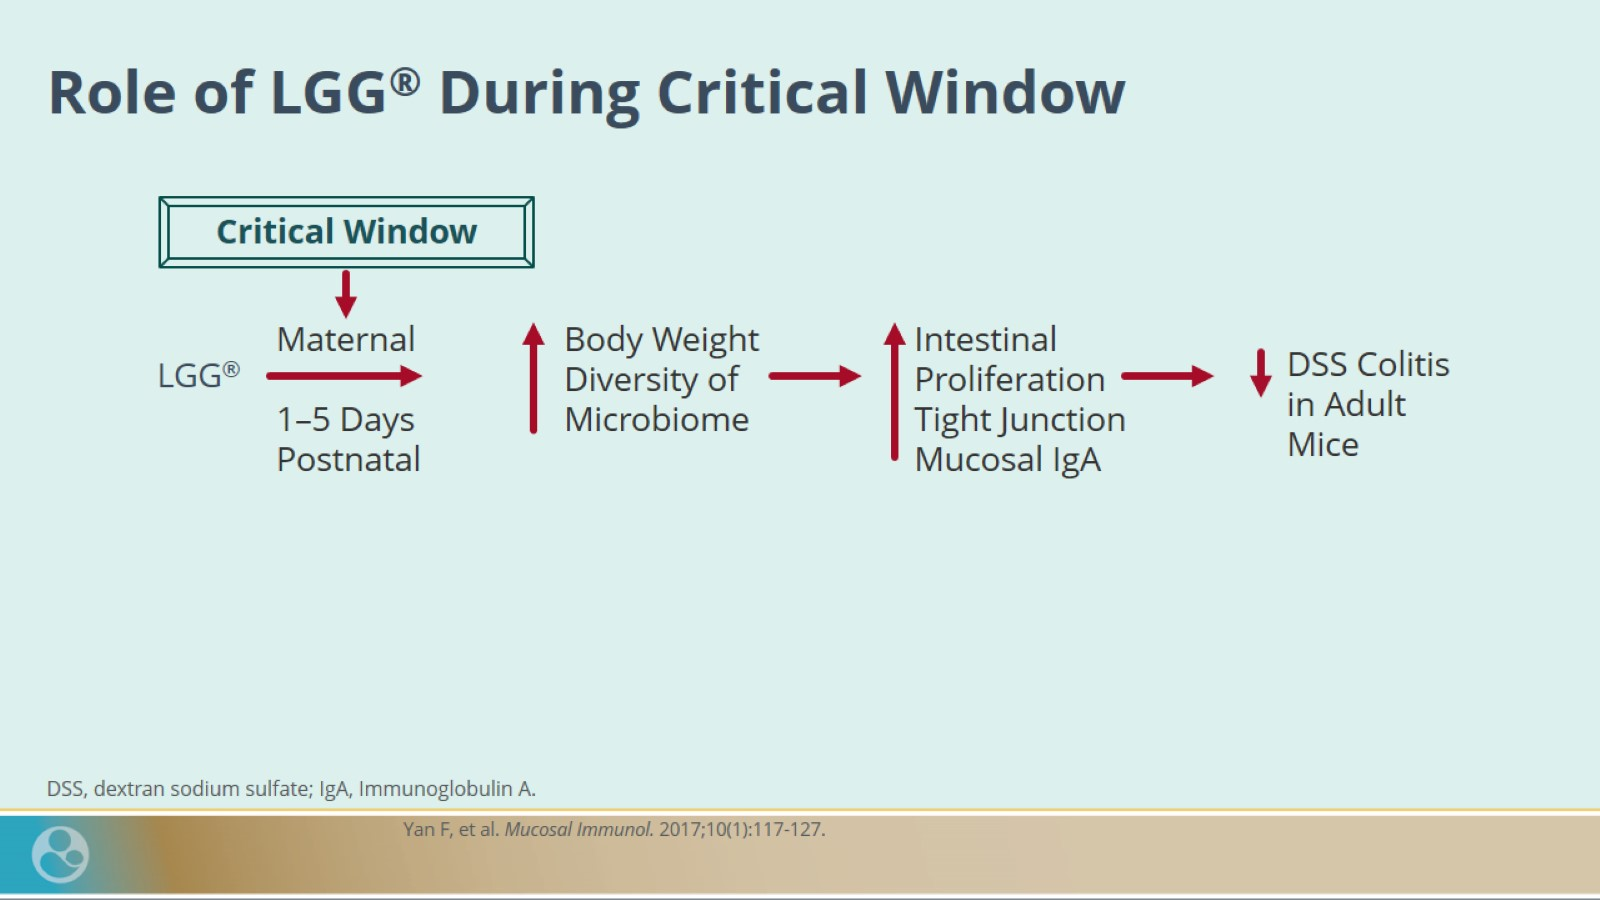 Role of LGG® During Critical Window
Critical Window
LGG®
Maternal
1–5 Days
Postnatal
Body Weight
Diversity of
Microbiome
Intestinal
Proliferation
Tight Junction
Mucosal IgA
DSS Colitis
in Adult
Mice
DSS, dextran sodium sulfate; IgA, Immunoglobulin A.
Yan F, et al. Mucosal Immunol. 2017;10(1):117-127.